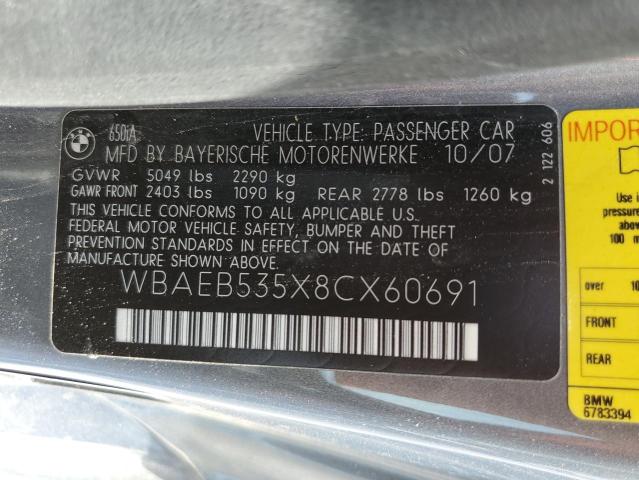 650iA VEHICLE TYPE: PASSENGER CAR
MFD BY BAYERISCHE MOTORENWERKE 10/07
GVWR 5049 lbs 2290 kg
GAWR FRONT 2403 lbs 1090 kg REAR 2778 lbs 1260 kg
THIS VEHICLE CONFORMS TO ALL APPLICABLE U.S.
FEDERAL MOTOR VEHICLE SAFETY, BUMPER AND THEFT
PREVENTION STANDARDS IN EFFECT ON THE DATE OF
MANUFACTURE SHOWN ABOVE.
WBAEB535X8CX60691
2 122 606
IMPOR
Use i
pressure
above
100 m
over 10
FRONT
REAR
BMW
6783394